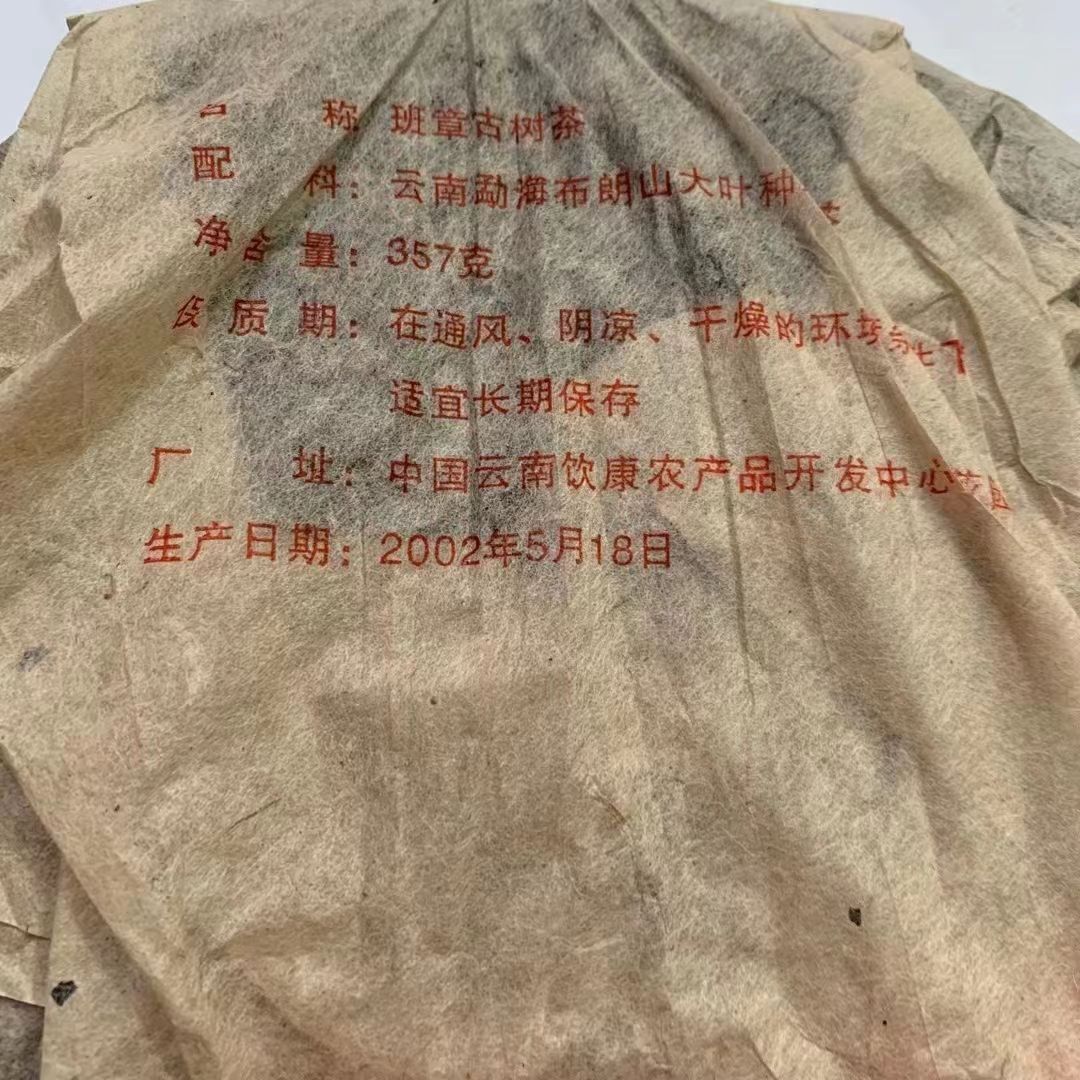 名 称 班章古树茶
配 料：云南勐海布朗山大叶种
净含量：357克
保质期：在通风、阴凉、干燥的环境
适宜长期保存
厂 址：中国云南饮康农产品开发中心
生产日期：2002年5月18日